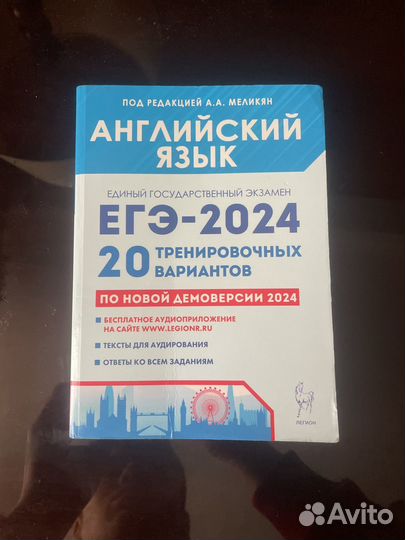 ПОД РЕДАКЦИЕЙ А.А. МЕЛИКЯН
АНГЛИЙСКИЙ
ЯЗЫК
ЕДИНЫЙ ГОСУДАРСТВЕННЫЙ ЭКЗАМЕН
ЕГЭ-2024
20 ТРЕНИРОВОЧНЫХ
ВАРИАНТОВ
ПО НОВОЙ ДЕМОВЕРСИИ 2024
БЕСПЛАТНОЕ АУДИОПРИЛОЖЕНИЕ
НА САЙТЕ WWW.LEGIONR.RU
ТЕКСТЫ ДЛЯ АУДИРОВАНИЯ
ОТВЕТЫ КО ВСЕМ ЗАДАНИЯМ
ЛЕГИОН
Avito